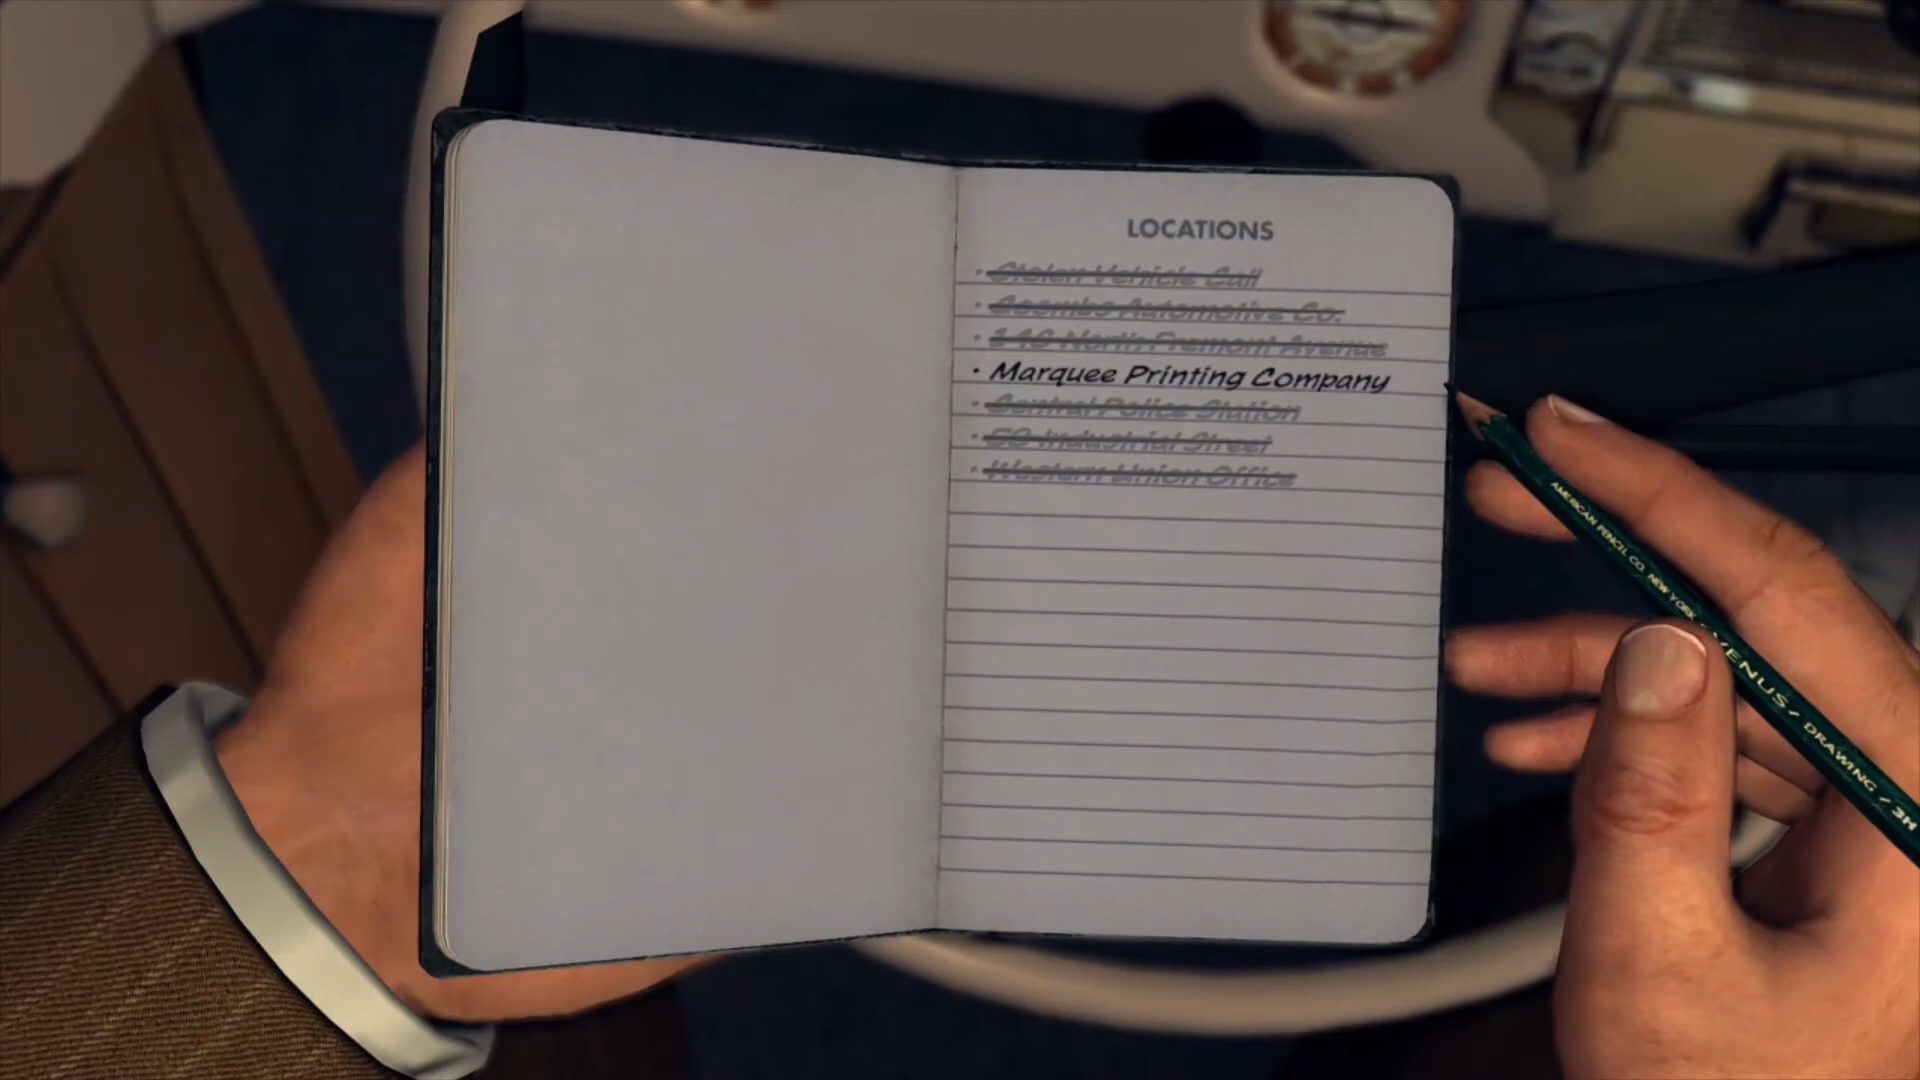 LOCATIONS
· Stolen Vehicle Call
· Coombs Automotive Co.
· 146 North Fremont Avenue
· Marquee Printing Company
· Central Police Station
· 59 Industrial Street
· Western Union Office
AMERICAN PENCIL CO. NEW YORK VENUS / DRAWING / 3H